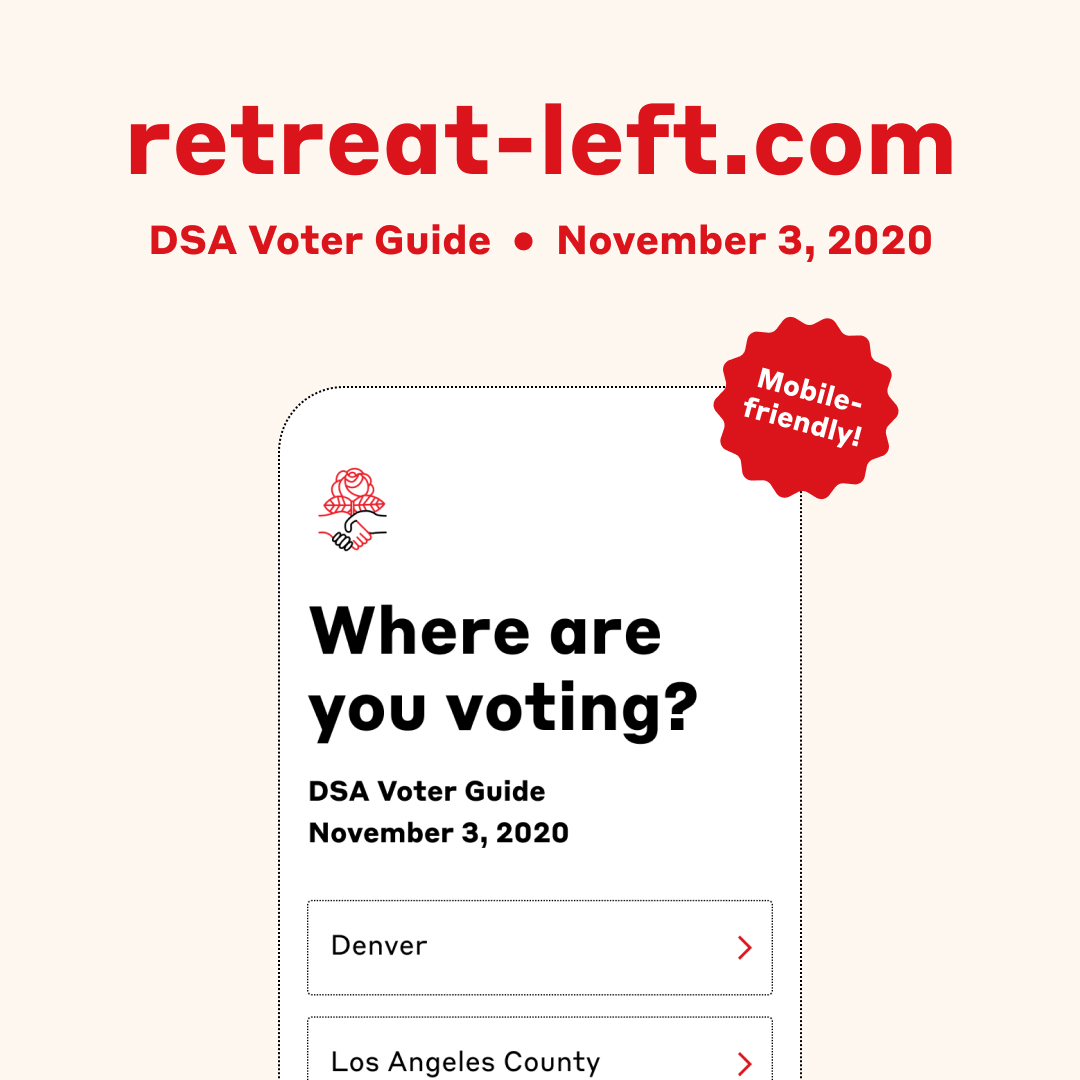 retreat-left.com
DSA Voter Guide • November 3, 2020
Mobile-
friendly!
Where are
you voting?
DSA Voter Guide
November 3, 2020
Denver
Los Angeles County